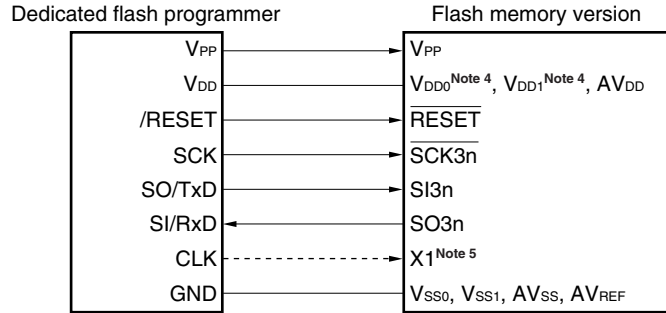 Dedicated flash programmer Flash memory version
VPP VPP
VDD VDD0Note 4, VDD1Note 4, AVDD
/RESET RESET
SCK SCK3n
SO/TxD SI3n
SI/RxD SO3n
CLK X1Note 5
GND VSS0, VSS1, AVSS, AVREF